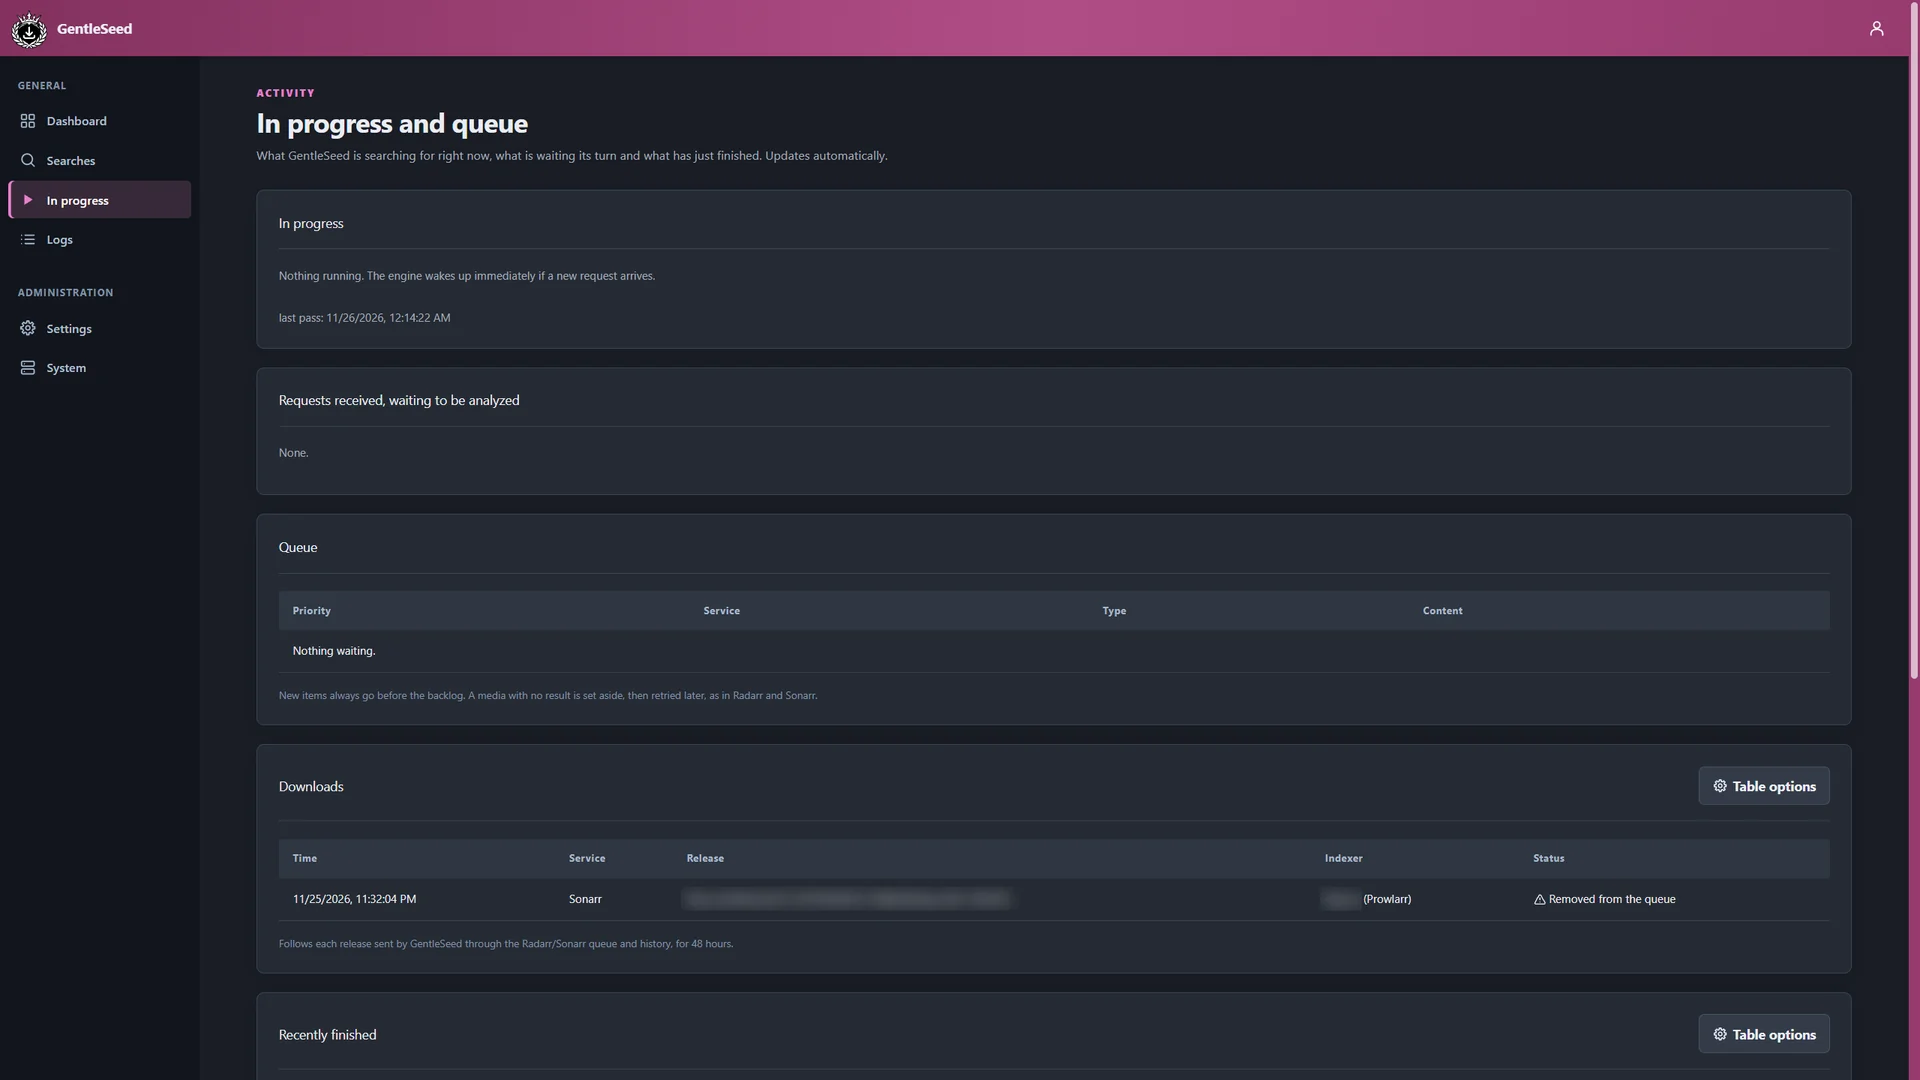 GentleSeed
GENERAL
Dashboard
Searches
In progress
Logs
ADMINISTRATION
Settings
System
ACTIVITY
In progress and queue
What GentleSeed is searching for right now, what is waiting its turn and what has just finished. Updates automatically.
In progress
Nothing running. The engine wakes up immediately if a new request arrives.
last pass: 11/26/2026, 12:14:22 AM
Requests received, waiting to be analyzed
None.
Queue
Priority Service Type Content
Nothing waiting.
New items always go before the backlog. A media with no result is set aside, then retried later, as in Radarr and Sonarr.
Downloads
Table options
Time Service Release Indexer Status
11/25/2026, 11:32:04 PM Sonarr (Prowlarr) Removed from the queue
Follows each release sent by GentleSeed through the Radarr/Sonarr queue and history, for 48 hours.
Recently finished
Table options